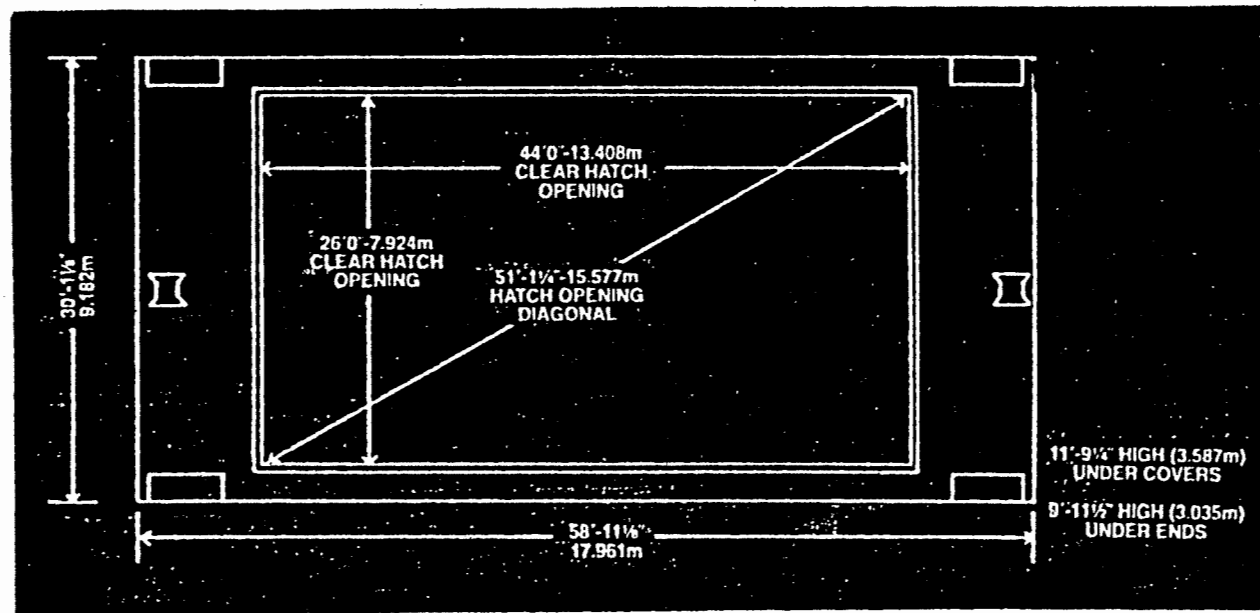 44'0"-13.408m
CLEAR HATCH
OPENING
26'0"-7.924m
CLEAR HATCH
OPENING
51'-1¼"-15.577m
HATCH OPENING
DIAGONAL
30'-1⅛"
9.182m
11'-9¼" HIGH (3.587m)
UNDER COVERS
9'-11½" HIGH (3.035m)
UNDER ENDS
58'-11⅛"
17.961m